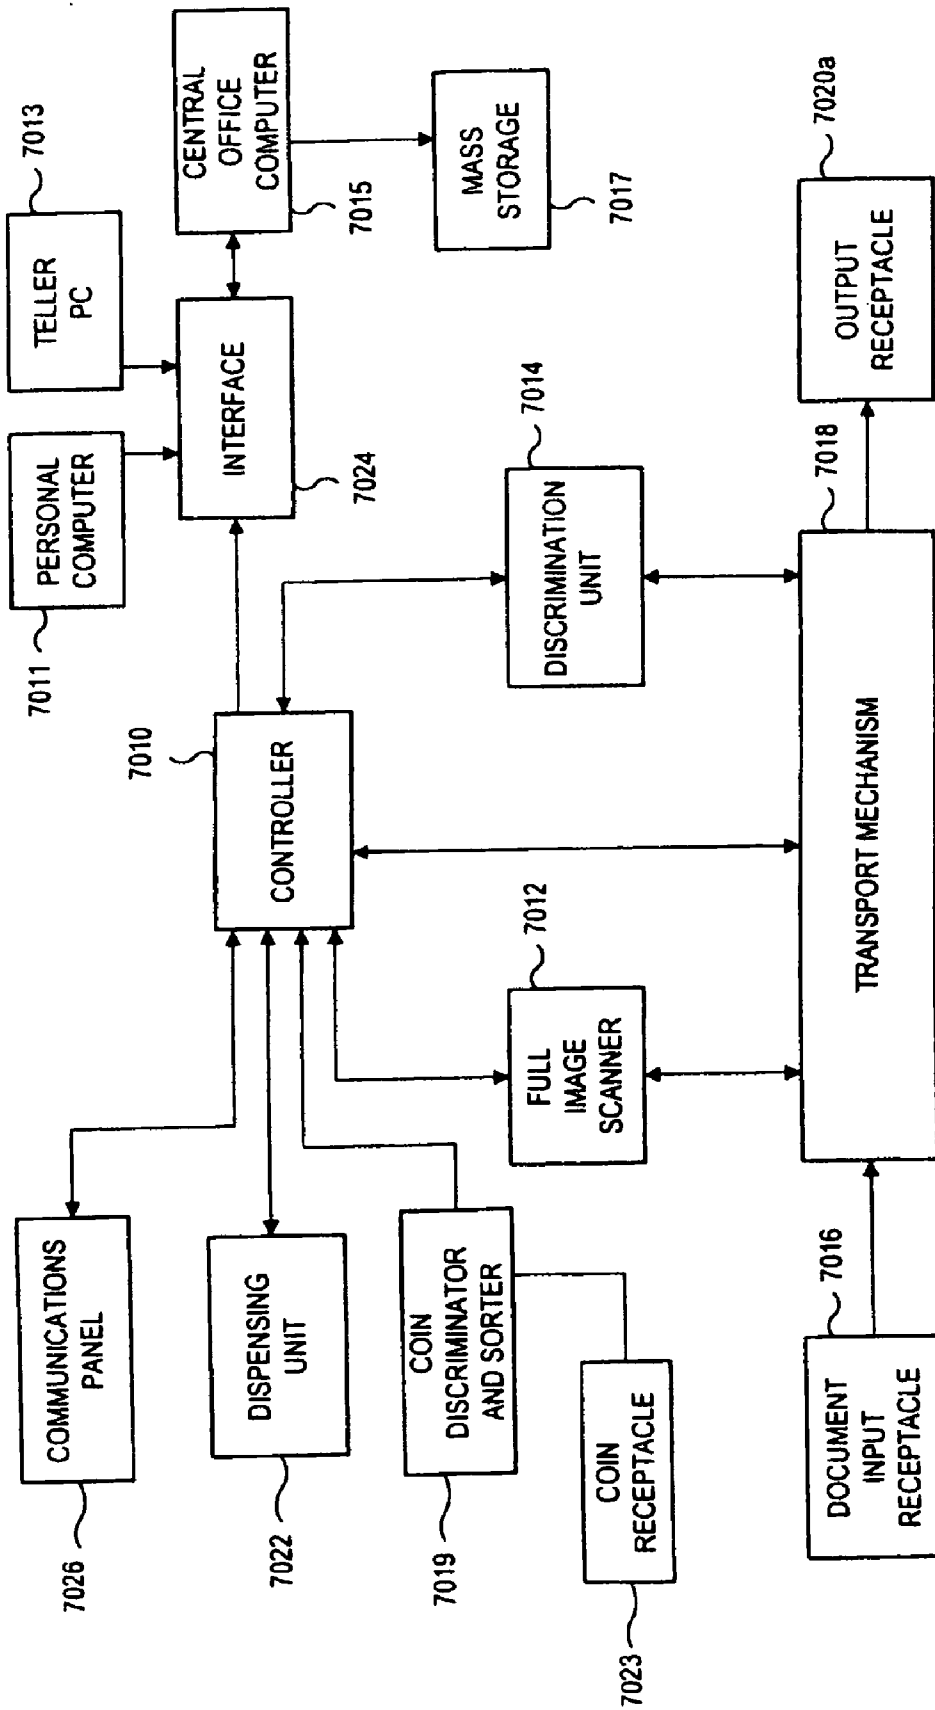 COMMUNICATIONS
PANEL
7026
DISPENSING
UNIT
7022
COIN
DISCRIMINATOR
AND SORTER
7019
COIN
RECEPTACLE
7023
DOCUMENT
INPUT
RECEPTACLE
7016
FULL
IMAGE
SCANNER
7012
CONTROLLER
7010
PERSONAL
COMPUTER
7011
TELLER
PC
7013
INTERFACE
7024
CENTRAL
OFFICE
COMPUTER
7015
MASS
STORAGE
7017
DISCRIMINATION
UNIT
7014
TRANSPORT MECHANISM
7018
OUTPUT
RECEPTACLE
7020a